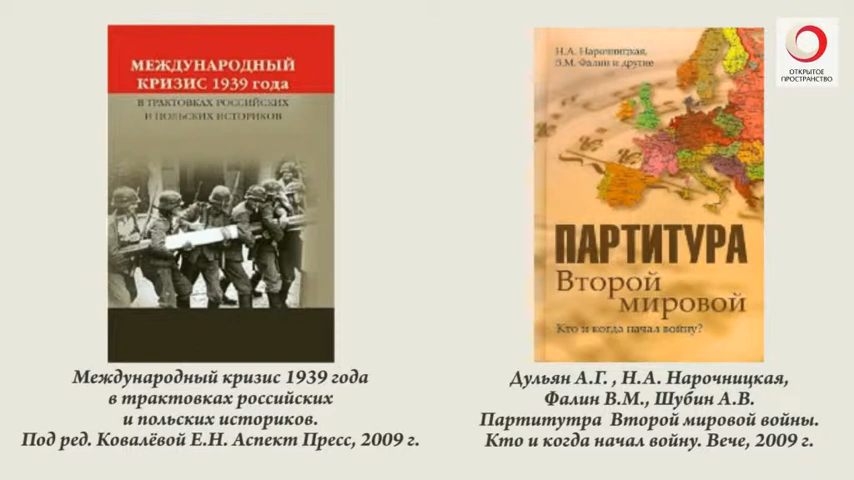 МЕЖДУНАРОДНЫЙ
КРИЗИС 1939 года
В ТРАКТОВКАХ РОССИЙСКИХ
И ПОЛЬСКИХ ИСТОРИКОВ
Международный кризис 1939 года
в трактовках российских
и польских историков.
Под ред. Ковалёвой Е.Н. Аспект Пресс, 2009 г.
Н.А. Нарочницкая,
В.М. Фалин и другие
ПАРТИТУРА
Второй
мировой
Кто и когда начал войну?
Дульян А.Г. , Н.А. Нарочницкая,
Фалин В.М., Шубин А.В.
Партитутра Второй мировой войны.
Кто и когда начал войну. Вече, 2009 г.
ОТКРЫТОЕ
ПРОСТРАНСТВО